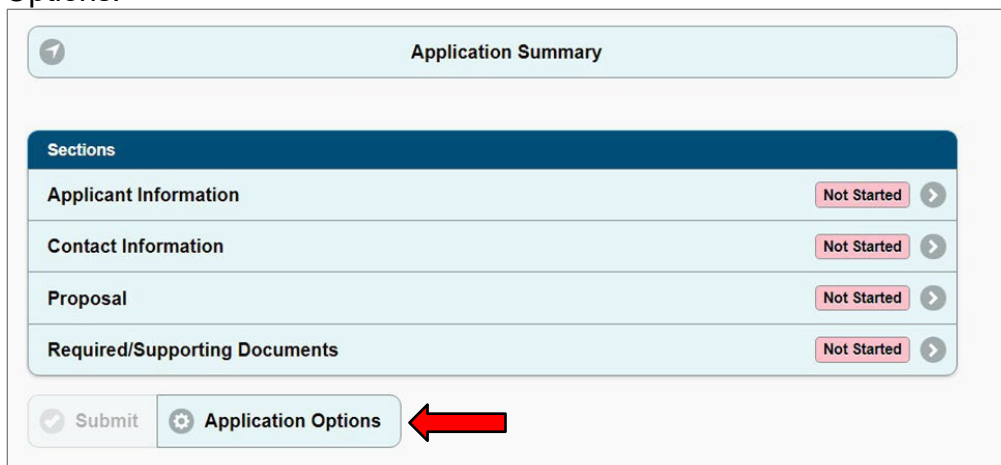 Options.
Application Summary
Sections
Applicant Information Not Started
Contact Information Not Started
Proposal Not Started
Required/Supporting Documents Not Started
Submit Application Options